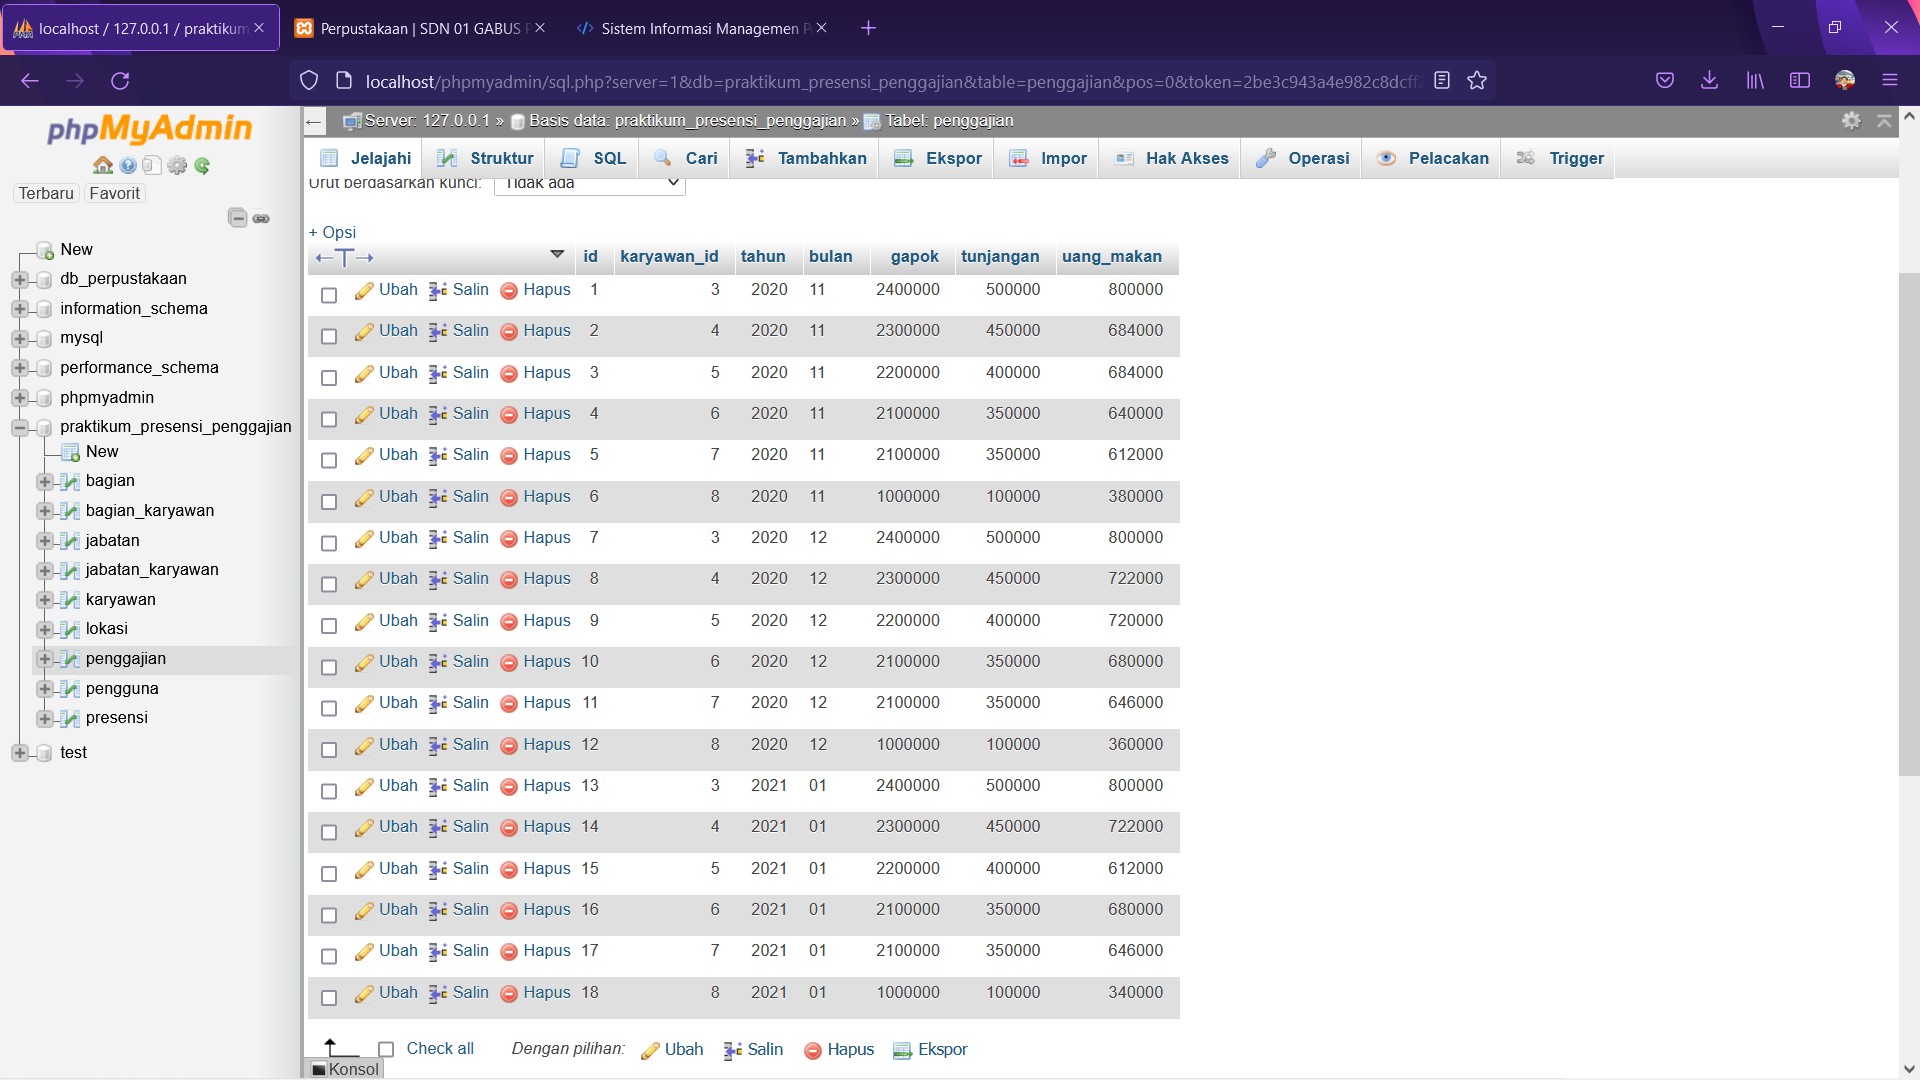 localhost / 127.0.0.1 / praktikum
Perpustakaan | SDN 01 GABUS
Sistem Informasi Managemen
localhost/phpmyadmin/sql.php?server=1&db=praktikum_presensi_penggajian&table=penggajian&pos=0&token=2be3c943a4e982c8dcff
phpMyAdmin
Terbaru Favorit
New
db_perpustakaan
information_schema
mysql
performance_schema
phpmyadmin
praktikum_presensi_penggajian
New
bagian
bagian_karyawan
jabatan
jabatan_karyawan
karyawan
lokasi
penggajian
pengguna
presensi
test
Server: 127.0.0.1 » Basis data: praktikum_presensi_penggajian » Tabel: penggajian
Jelajahi Struktur SQL Cari Tambahkan Ekspor Impor Hak Akses Operasi Pelacakan Trigger
Urut berdasarkan kunci: Tidak ada
+ Opsi
←T→ id karyawan_id tahun bulan gapok tunjangan uang_makan
Ubah Salin Hapus 1 3 2020 11 2400000 500000 800000
Ubah Salin Hapus 2 4 2020 11 2300000 450000 684000
Ubah Salin Hapus 3 5 2020 11 2200000 400000 684000
Ubah Salin Hapus 4 6 2020 11 2100000 350000 640000
Ubah Salin Hapus 5 7 2020 11 2100000 350000 612000
Ubah Salin Hapus 6 8 2020 11 1000000 100000 380000
Ubah Salin Hapus 7 3 2020 12 2400000 500000 800000
Ubah Salin Hapus 8 4 2020 12 2300000 450000 722000
Ubah Salin Hapus 9 5 2020 12 2200000 400000 720000
Ubah Salin Hapus 10 6 2020 12 2100000 350000 680000
Ubah Salin Hapus 11 7 2020 12 2100000 350000 646000
Ubah Salin Hapus 12 8 2020 12 1000000 100000 360000
Ubah Salin Hapus 13 3 2021 01 2400000 500000 800000
Ubah Salin Hapus 14 4 2021 01 2300000 450000 722000
Ubah Salin Hapus 15 5 2021 01 2200000 400000 612000
Ubah Salin Hapus 16 6 2021 01 2100000 350000 680000
Ubah Salin Hapus 17 7 2021 01 2100000 350000 646000
Ubah Salin Hapus 18 8 2021 01 1000000 100000 340000
Check all Dengan pilihan: Ubah Salin Hapus Ekspor
Konsol